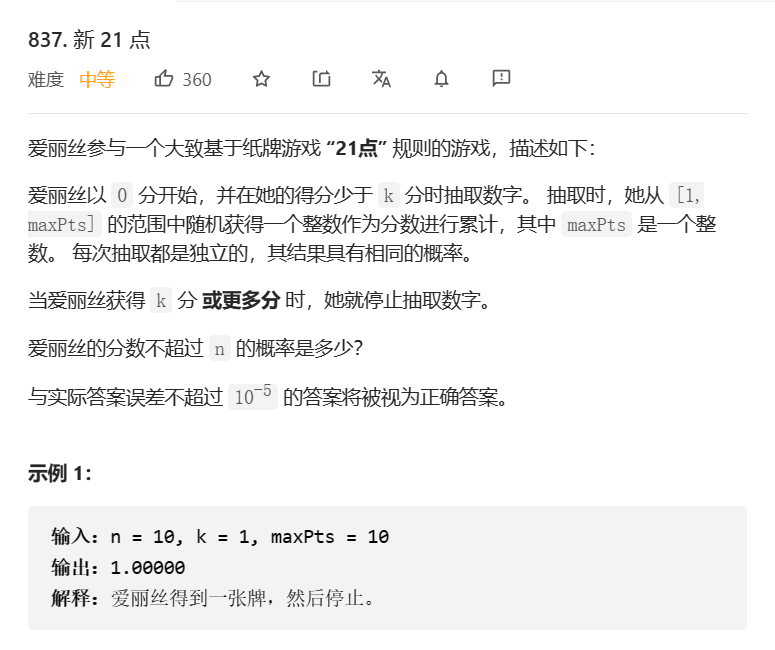 837. 新 21 点
难度 中等 360
爱丽丝参与一个大致基于纸牌游戏 “21点” 规则的游戏，描述如下：
爱丽丝以 0 分开始，并在她的得分少于 k 分时抽取数字。 抽取时，她从 [1,
maxPts] 的范围中随机获得一个整数作为分数进行累计，其中 maxPts 是一个整
数。 每次抽取都是独立的，其结果具有相同的概率。
当爱丽丝获得 k 分 或更多分 时，她就停止抽取数字。
爱丽丝的分数不超过 n 的概率是多少？
与实际答案误差不超过 10⁻⁵ 的答案将被视为正确答案。
示例 1：
输入：n = 10, k = 1, maxPts = 10
输出：1.00000
解释：爱丽丝得到一张牌，然后停止。